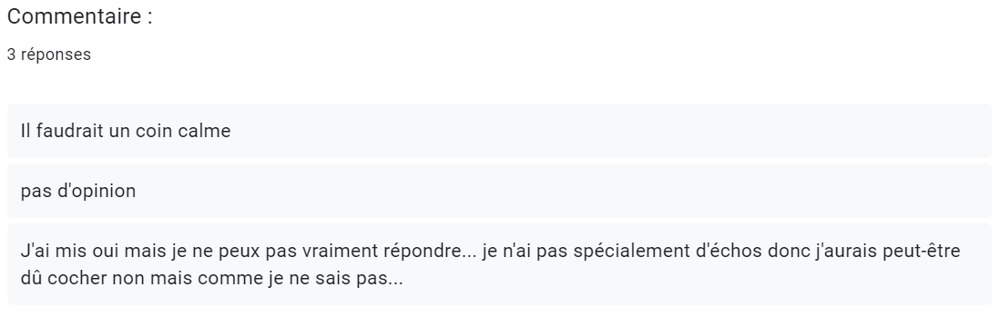 Commentaire :
3 réponses
Il faudrait un coin calme
pas d'opinion
J'ai mis oui mais je ne peux pas vraiment répondre... je n'ai pas spécialement d'échos donc j'aurais peut-être
dû cocher non mais comme je ne sais pas...